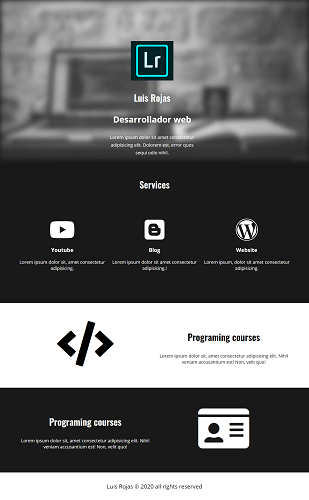 Lr
Luis Rojas
Desarrollador web
Lorem ipsum dolor sit amet consectetur
adipisicing elit. Dolorem est, error quos
sequi odio nihil.
Services
Youtube
Blog
Website
Lorem ipsum dolor sit, amet consectetur
adipisicing.
Lorem ipsum dolor sit, amet consectetur
adipisicing.!
Lorem ipsum dolor sit, amet consectetur
adipisicing.
Programing courses
Lorem ipsum dolor sit amet consectetur adipisicing elit. Nihil
veniam accusamus est! Non, velit quo!
Programing courses
Lorem ipsum dolor sit amet consectetur adipisicing elit. Nihil
veniam accusamus est! Non, velit quo!
Luis Rojas © 2020 all rights reserved